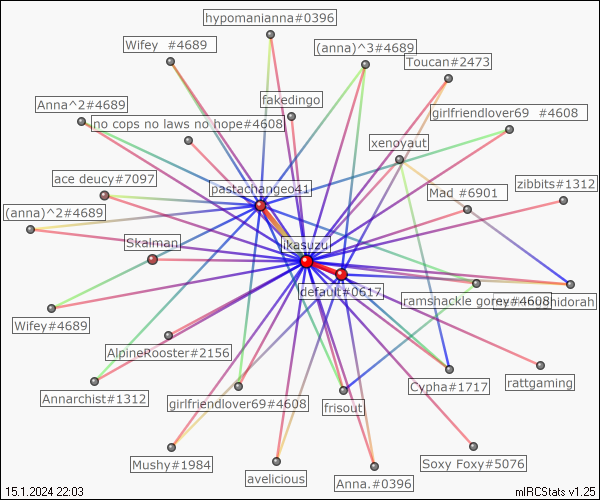 hypomanianna#0396
Wifey #4689
(anna)^3#4689
Toucan#2473
Anna^2#4689
fakedingo
girlfriendlover69 #4608
no cops no laws no hope#4608
xenoyaut
ace deucy#7097
pastachangeo41
Mad #6901
zibbits#1312
(anna)^2#4689
Skalman
ikasuzu
default#0617
ramshackle gorey#4608
hidorah
Wifey#4689
AlpineRooster#2156
Annarchist#1312
girlfriendlover69#4608
frisout
Cypha#1717
rattgaming
Mushy#1984
avelicious
Anna.#0396
Soxy Foxy#5076
15.1.2024 22:03
mIRCStats v1.25